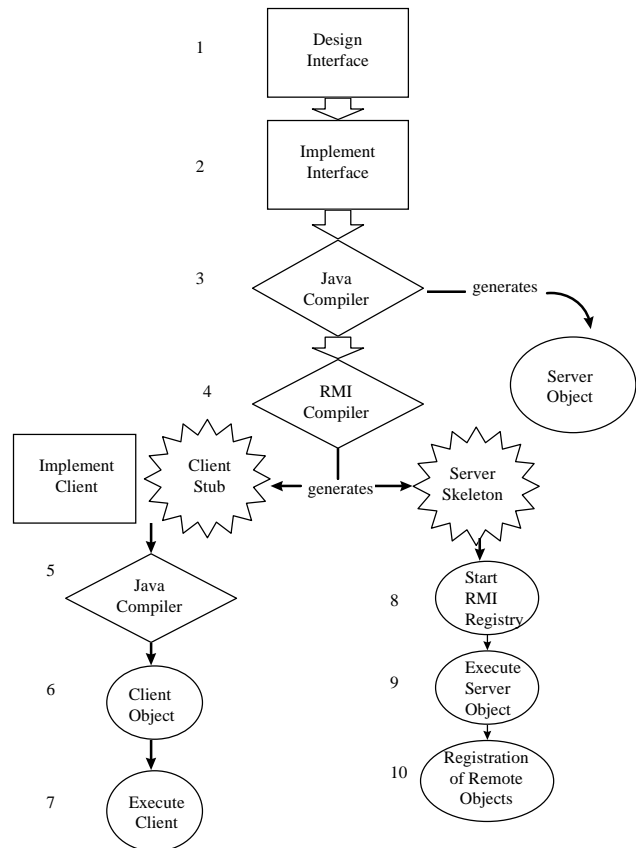 1
Design
Interface
2
Implement
Interface
3
Java
Compiler
generates
Server
Object
4
RMI
Compiler
Implement
Client
Client
Stub
generates
Server
Skeleton
5
Java
Compiler
8
Start
RMI
Registry
6
Client
Object
9
Execute
Server
Object
7
Execute
Client
10
Registration
of Remote
Objects